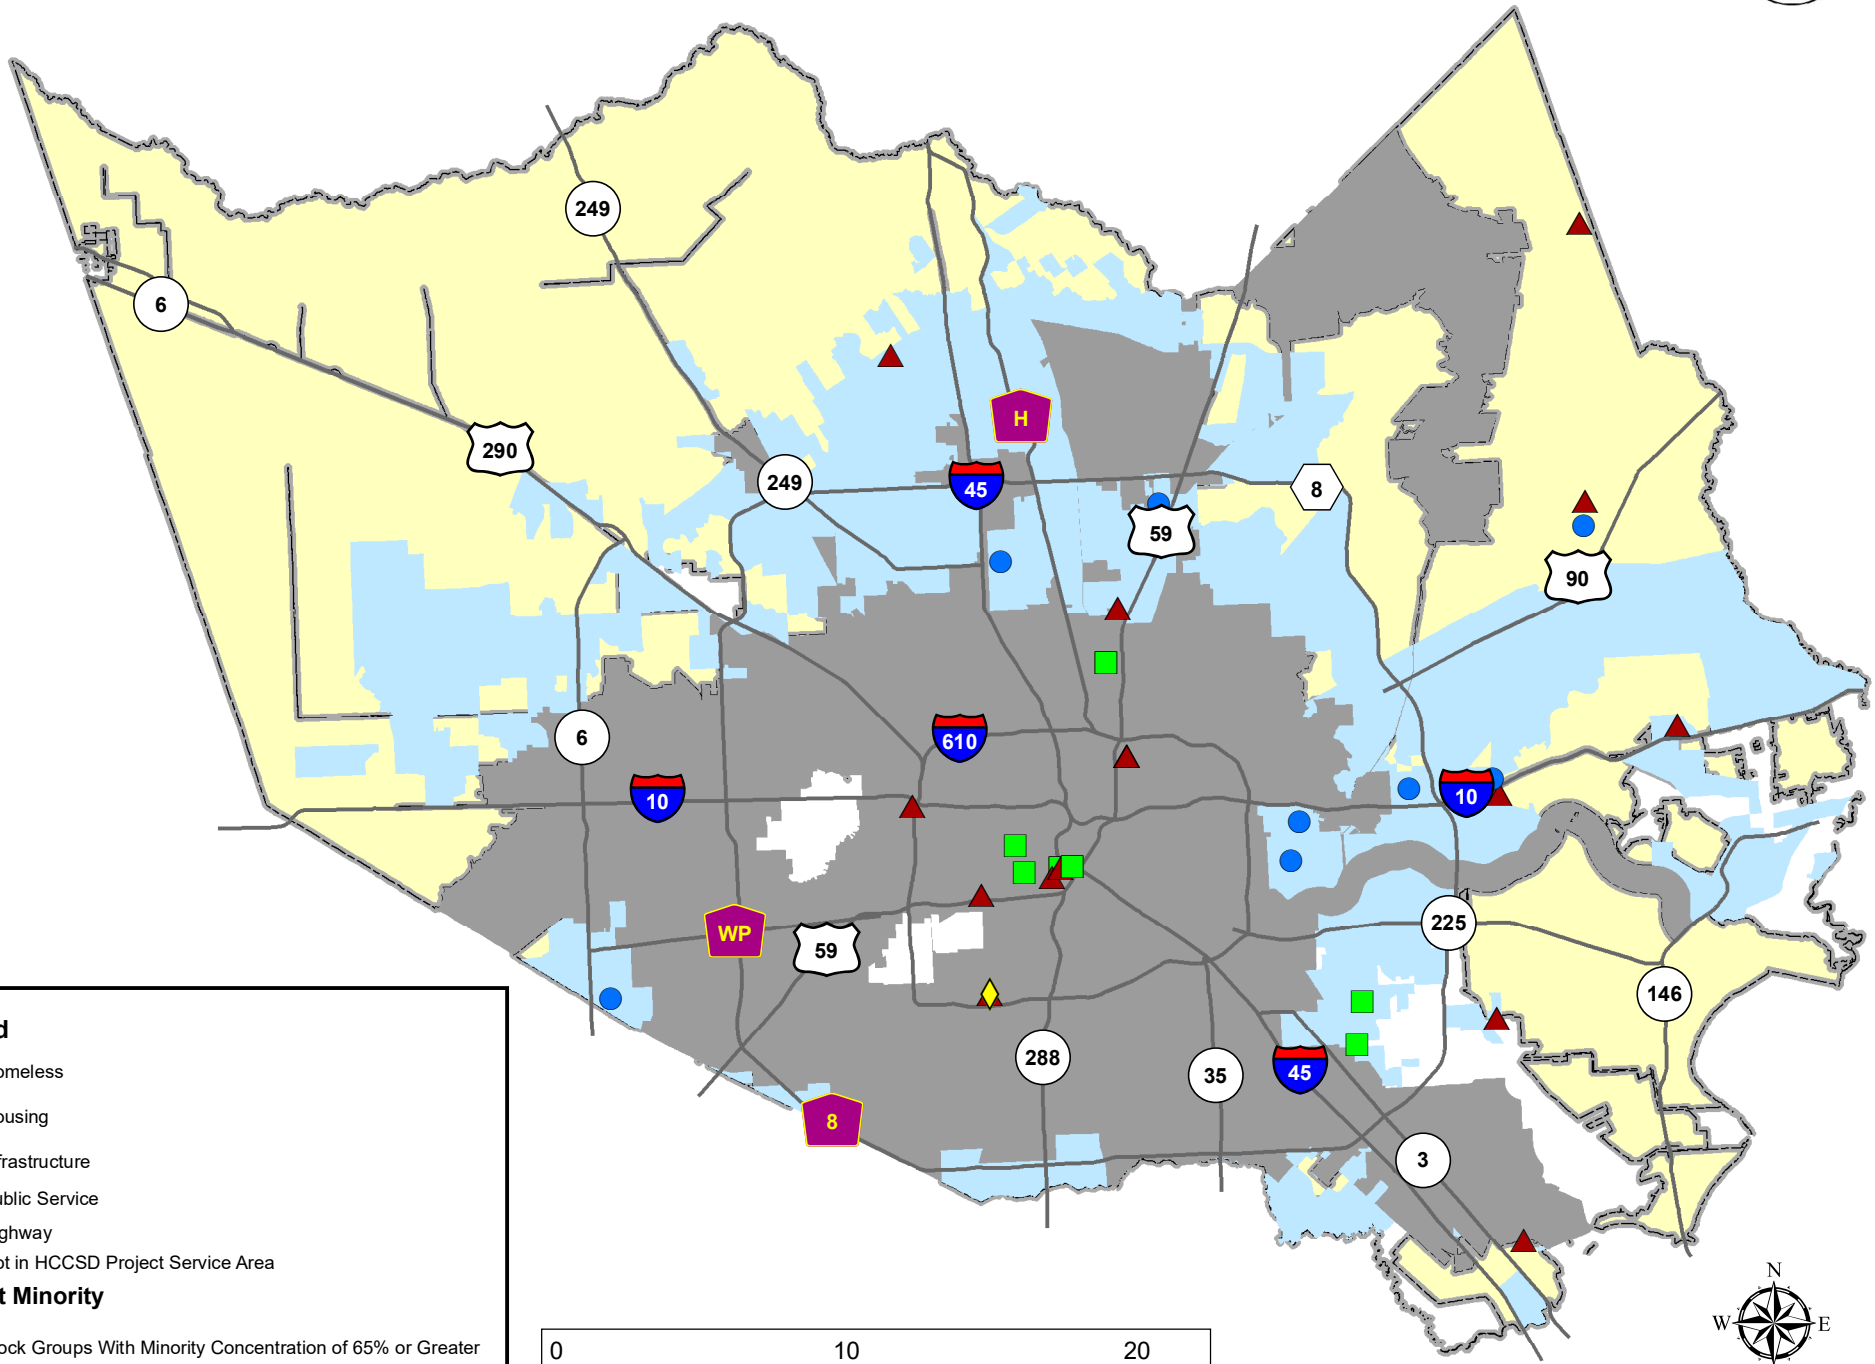 249
6
290
H
249
45
8
59
90
6
610
10
10
WP
59
225
146
288
35
45
8
3
d
omeless
ousing
frastructure
ublic Service
ghway
ot in HCCSD Project Service Area
t Minority
ock Groups With Minority Concentration of 65% or Greater
0 10 20
N
W E